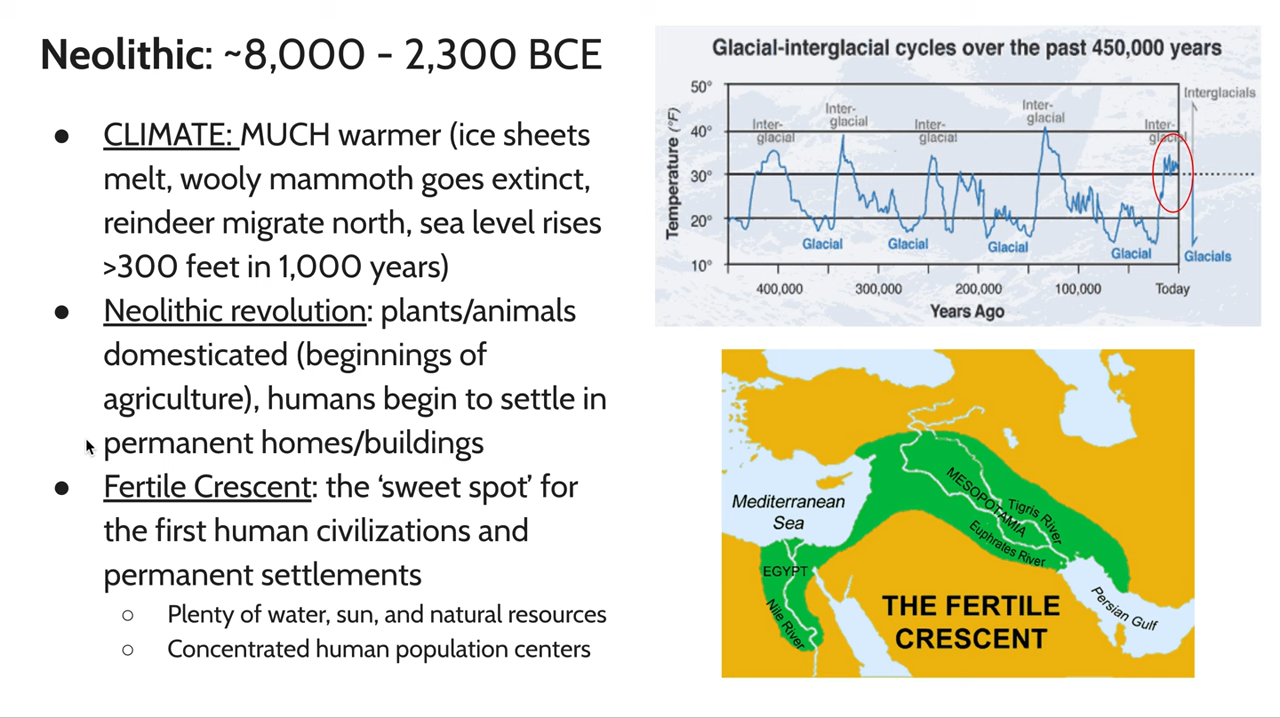 Neolithic: ~8,000 - 2,300 BCE
● CLIMATE: MUCH warmer (ice sheets
melt, wooly mammoth goes extinct,
reindeer migrate north, sea level rises
>300 feet in 1,000 years)
● Neolithic revolution: plants/animals
domesticated (beginnings of
agriculture), humans begin to settle in
permanent homes/buildings
● Fertile Crescent: the ‘sweet spot’ for
the first human civilizations and
permanent settlements
○ Plenty of water, sun, and natural resources
○ Concentrated human population centers
Glacial-interglacial cycles over the past 450,000 years
50°
40°
30°
20°
10°
Temperature (°F)
Inter-
glacial
Inter-
glacial
Inter-
glacial
Inter-
glacial
Inter-
glacial
Interglacials
Glacial
Glacial
Glacial
Glacial
Glacials
400,000
300,000
200,000
100,000
Today
Years Ago
Mediterranean
Sea
MESOPOTAMIA
Tigris River
Euphrates River
EGYPT
Nile River
Persian Gulf
THE FERTILE
CRESCENT